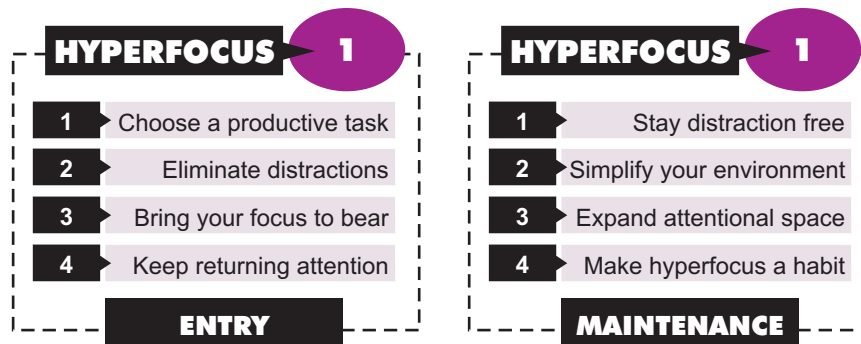 HYPERFOCUS 1
1 Choose a productive task
2 Eliminate distractions
3 Bring your focus to bear
4 Keep returning attention
ENTRY
HYPERFOCUS 1
1 Stay distraction free
2 Simplify your environment
3 Expand attentional space
4 Make hyperfocus a habit
MAINTENANCE